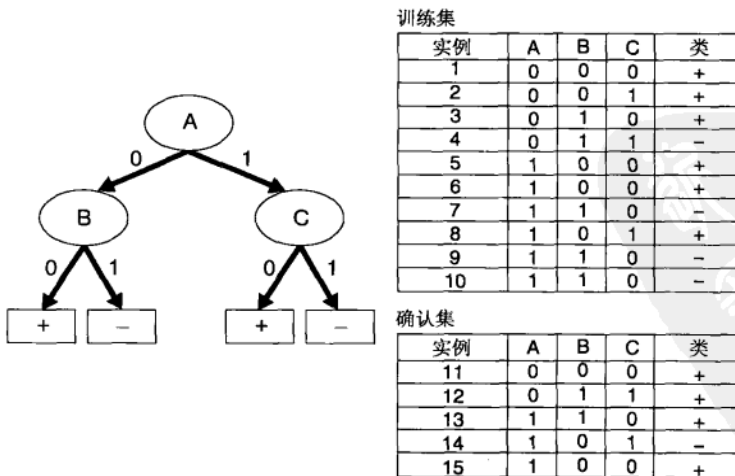 训练集
实例 A B C 类
1 0 0 0 +
2 0 0 1 +
3 0 1 0 +
4 0 1 1 −
5 1 0 0 +
6 1 0 0 +
7 1 1 0 −
8 1 0 1 +
9 1 1 0 −
10 1 1 0 −
A
0 1
B C
0 1 0 1
+ − + −
确认集
实例 A B C 类
11 0 0 0 +
12 0 1 1 +
13 1 1 0 +
14 1 0 1 −
15 1 0 0 +